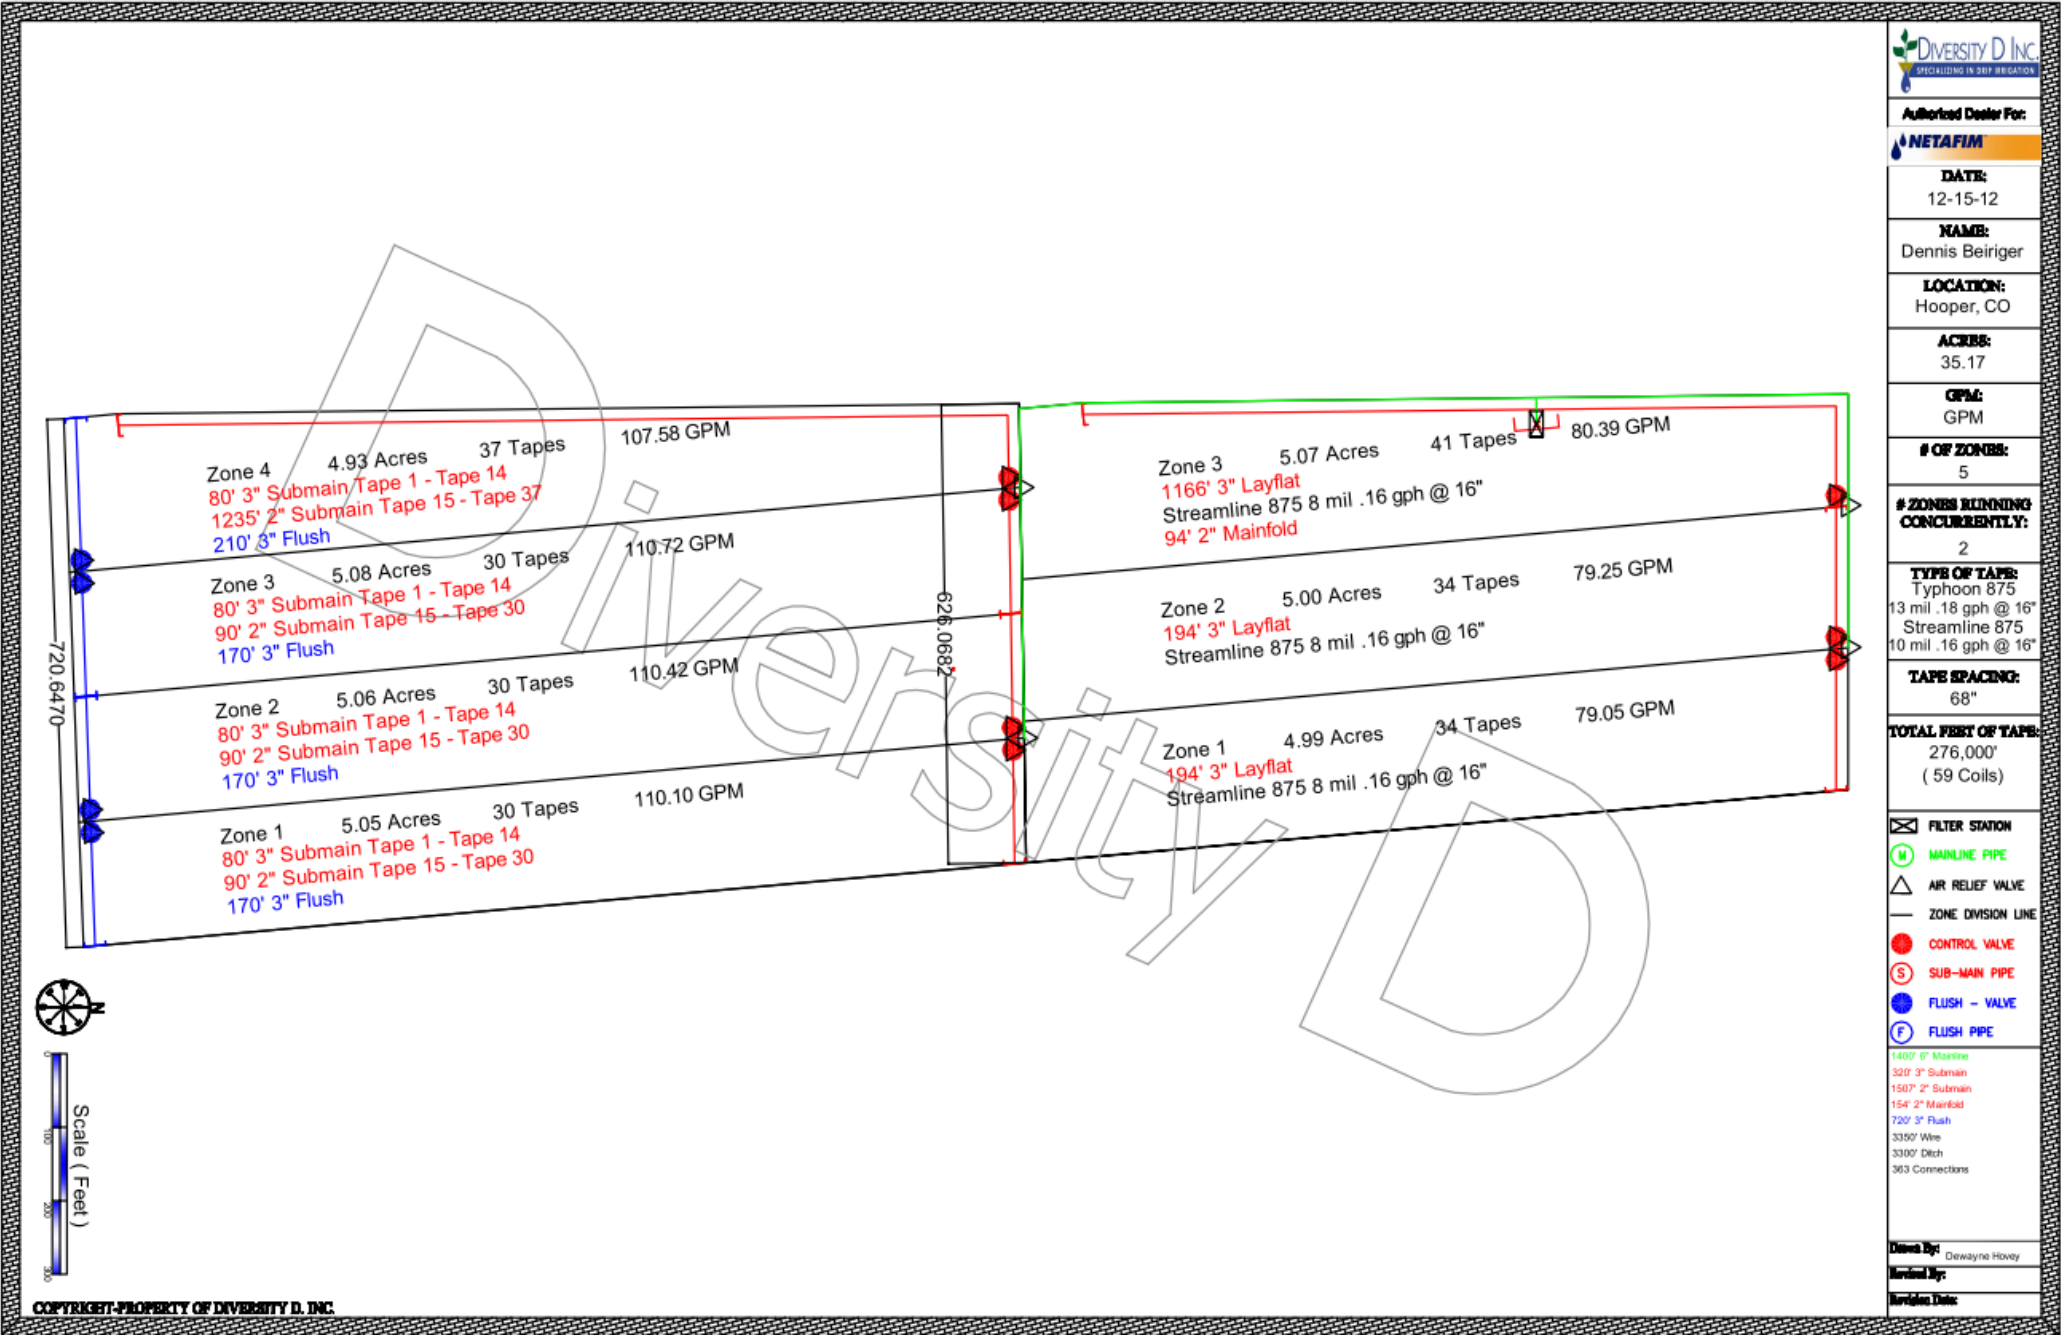 Zone 4 4.93 Acres 37 Tapes 107.58 GPM
80' 3" Submain Tape 1 - Tape 14
1235' 2" Submain Tape 15 - Tape 37
210' 3" Flush
Zone 3 5.08 Acres 30 Tapes 110.72 GPM
80' 3" Submain Tape 1 - Tape 14
90' 2" Submain Tape 15 - Tape 30
170' 3" Flush
Zone 2 5.06 Acres 30 Tapes 110.42 GPM
80' 3" Submain Tape 1 - Tape 14
90' 2" Submain Tape 15 - Tape 30
170' 3" Flush
Zone 1 5.05 Acres 30 Tapes 110.10 GPM
80' 3" Submain Tape 1 - Tape 14
90' 2" Submain Tape 15 - Tape 30
170' 3" Flush
720.6470
626.0682
Zone 3 5.07 Acres 41 Tapes 80.39 GPM
1166' 3" Layflat
Streamline 875 8 mil .16 gph @ 16"
94' 2" Mainfold
Zone 2 5.00 Acres 34 Tapes 79.25 GPM
194' 3" Layflat
Streamline 875 8 mil .16 gph @ 16"
Zone 1 4.99 Acres 34 Tapes 79.05 GPM
194' 3" Layflat
Streamline 875 8 mil .16 gph @ 16"
Diversity D
N
0 100 200 300
Scale ( Feet )
COPYRIGHT-PROPERTY OF DIVERSITY D. INC.
DIVERSITY D INC.
SPECIALIZING IN DRIP IRRIGATION
Authorized Dealer For:
NETAFIM
DATE:
12-15-12
NAME:
Dennis Beiriger
LOCATION:
Hooper, CO
ACRES:
35.17
GPM:
GPM
# OF ZONES:
5
# ZONES RUNNING
CONCURRENTLY:
2
TYPE OF TAPE:
Typhoon 875
13 mil .18 gph @ 16"
Streamline 875
10 mil .16 gph @ 16"
TAPE SPACING:
68"
TOTAL FEET OF TAPE:
276,000'
( 59 Coils)
FILTER STATION
M MAINLINE PIPE
AIR RELIEF VALVE
ZONE DIVISION LINE
CONTROL VALVE
S SUB-MAIN PIPE
FLUSH - VALVE
F FLUSH PIPE
1400' 6" Mainline
320' 3" Submain
1507' 2" Submain
154' 2" Mainfold
720' 3" Flush
3350' Wire
3300' Ditch
363 Connections
Drawn By: Dewayne Hovey
Revised By:
Revision Date: